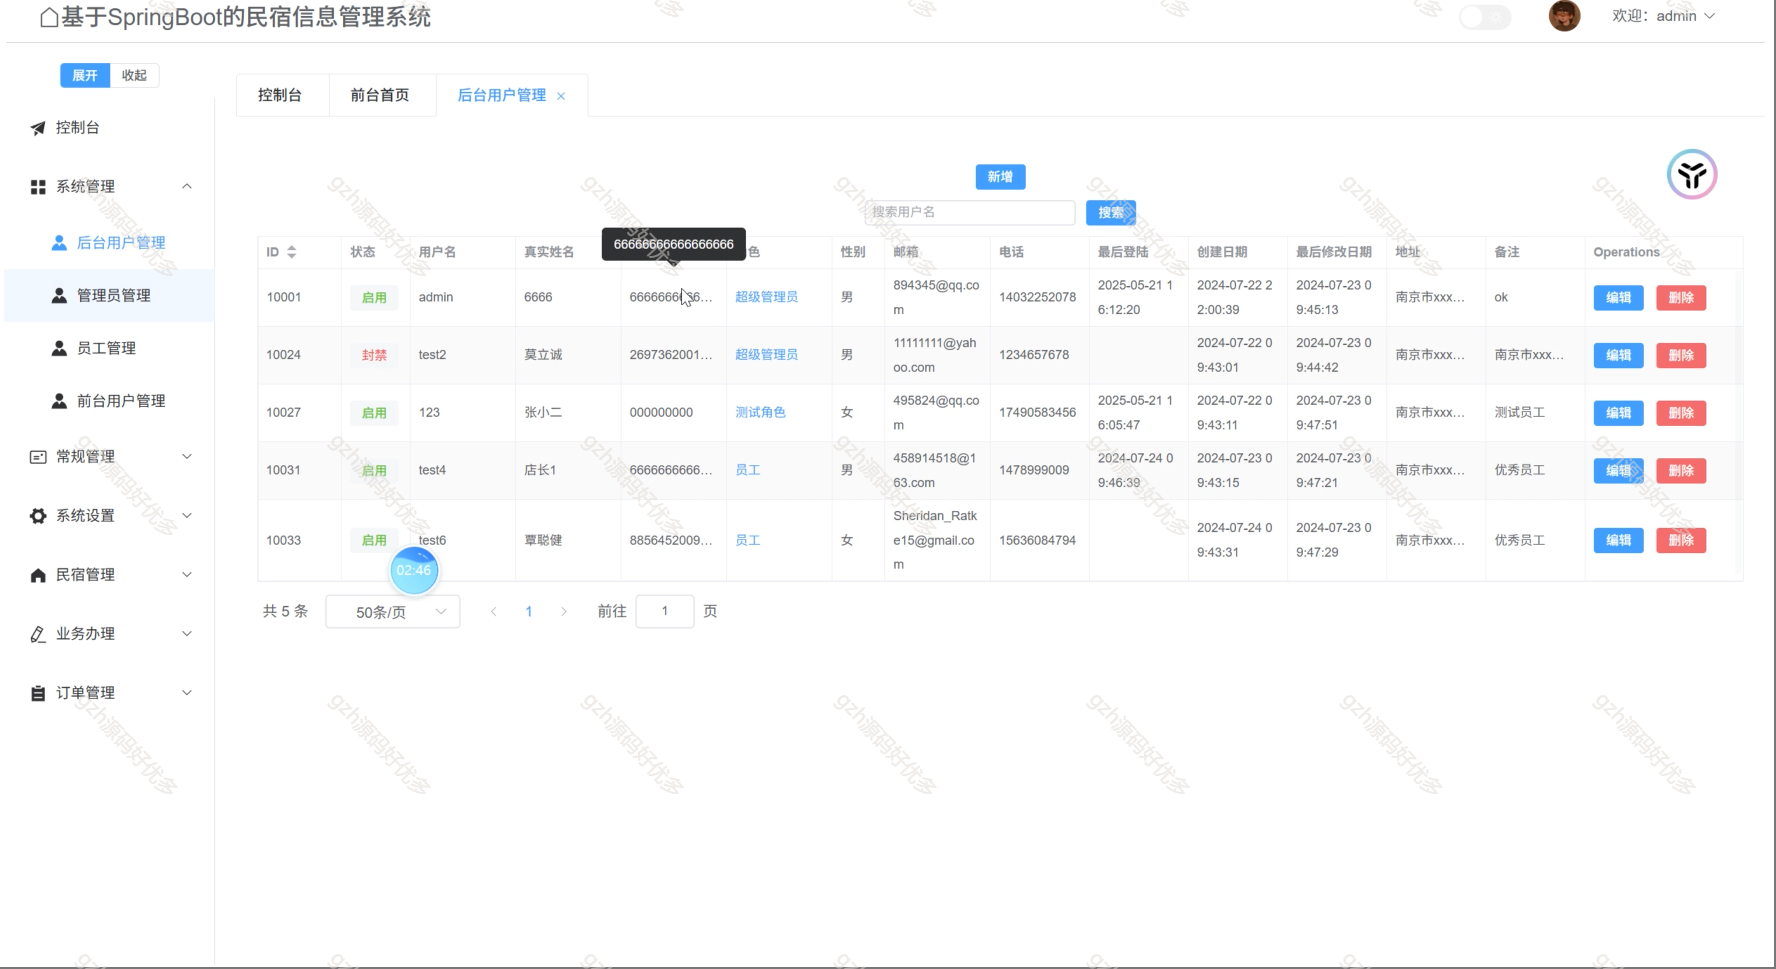 基于SpringBoot的民宿信息管理系统
欢迎：admin
展开 收起
控制台 前台首页 后台用户管理
控制台
系统管理
后台用户管理
管理员管理
员工管理
前台用户管理
常规管理
系统设置
民宿管理
业务办理
订单管理
新增
搜索用户名 搜索
666666666666666666
ID 状态 用户名 真实姓名 色 性别 邮箱 电话 最后登陆 创建日期 最后修改日期 地址 备注 Operations
10001 启用 admin 6666 6666666666... 超级管理员 男 894345@qq.com 14032252078 2025-05-21 16:12:20 2024-07-22 22:00:39 2024-07-23 09:45:13 南京市xxx... ok 编辑 删除
10024 封禁 test2 莫立诚 2697362001... 超级管理员 男 11111111@yahoo.com 1234657678 2024-07-22 09:43:01 2024-07-23 09:44:42 南京市xxx... 南京市xxx... 编辑 删除
10027 启用 123 张小二 000000000 测试角色 女 495824@qq.com 17490583456 2025-05-21 16:05:47 2024-07-22 09:43:11 2024-07-23 09:47:51 南京市xxx... 测试员工 编辑 删除
10031 启用 test4 店长1 6666666666... 员工 男 458914518@163.com 1478999009 2024-07-24 09:46:39 2024-07-23 09:43:15 2024-07-23 09:47:21 南京市xxx... 优秀员工 编辑 删除
10033 启用 test6 覃聪健 8856452009... 员工 女 Sheridan_Ratke15@gmail.com 15636084794 2024-07-24 09:43:31 2024-07-23 09:47:29 南京市xxx... 优秀员工 编辑 删除
02:46
共 5 条 50条/页 1 前往 1 页
gzh源码好优多